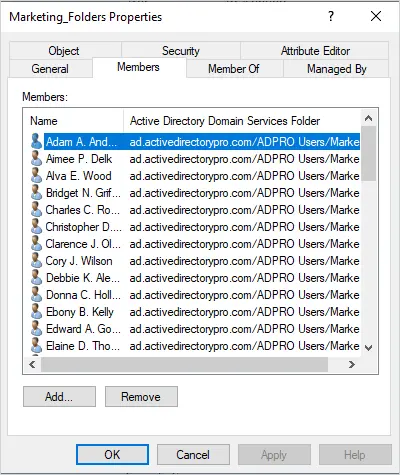 Marketing_Folders Properties ? ×
Object Security Attribute Editor
General Members Member Of Managed By
Members:
Name Active Directory Domain Services Folder
Adam A. And... ad.activedirectorypro.com/ADPRO Users/Marke
Aimee P. Delk ad.activedirectorypro.com/ADPRO Users/Marke
Alva E. Wood ad.activedirectorypro.com/ADPRO Users/Marke
Bridget N. Grif... ad.activedirectorypro.com/ADPRO Users/Marke
Charles C. Ro... ad.activedirectorypro.com/ADPRO Users/Marke
Christopher D.... ad.activedirectorypro.com/ADPRO Users/Marke
Clarence J. Ol... ad.activedirectorypro.com/ADPRO Users/Marke
Cory J. Wilson ad.activedirectorypro.com/ADPRO Users/Marke
Debbie K. Ale... ad.activedirectorypro.com/ADPRO Users/Marke
Donna C. Holl... ad.activedirectorypro.com/ADPRO Users/Marke
Ebony B. Kelly ad.activedirectorypro.com/ADPRO Users/Marke
Edward A. Go... ad.activedirectorypro.com/ADPRO Users/Marke
Elaine D. Tho... ad.activedirectorypro.com/ADPRO Users/Marke
Add... Remove
OK Cancel Apply Help